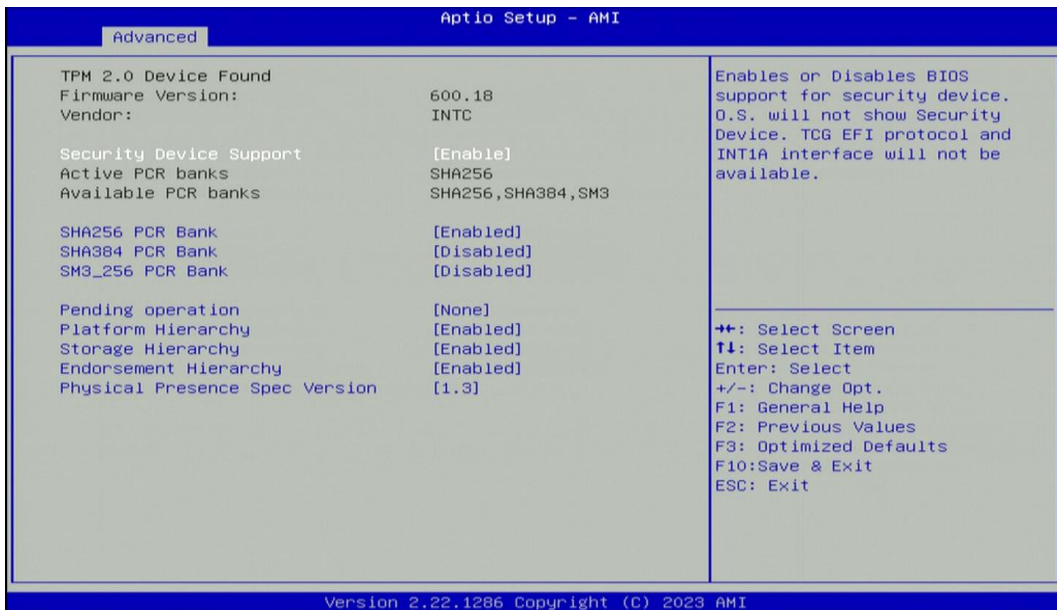 Aptio Setup – AMI
Advanced
TPM 2.0 Device Found
Firmware Version: 600.18
Vendor: INTC
Security Device Support [Enable]
Active PCR banks SHA256
Available PCR banks SHA256,SHA384,SM3
SHA256 PCR Bank [Enabled]
SHA384 PCR Bank [Disabled]
SM3_256 PCR Bank [Disabled]
Pending operation [None]
Platform Hierarchy [Enabled]
Storage Hierarchy [Enabled]
Endorsement Hierarchy [Enabled]
Physical Presence Spec Version [1.3]
Enables or Disables BIOS
support for security device.
O.S. will not show Security
Device. TCG EFI protocol and
INT1A interface will not be
available.
→←: Select Screen
↑↓: Select Item
Enter: Select
+/-: Change Opt.
F1: General Help
F2: Previous Values
F3: Optimized Defaults
F10:Save & Exit
ESC: Exit
Version 2.22.1286 Copyright (C) 2023 AMI